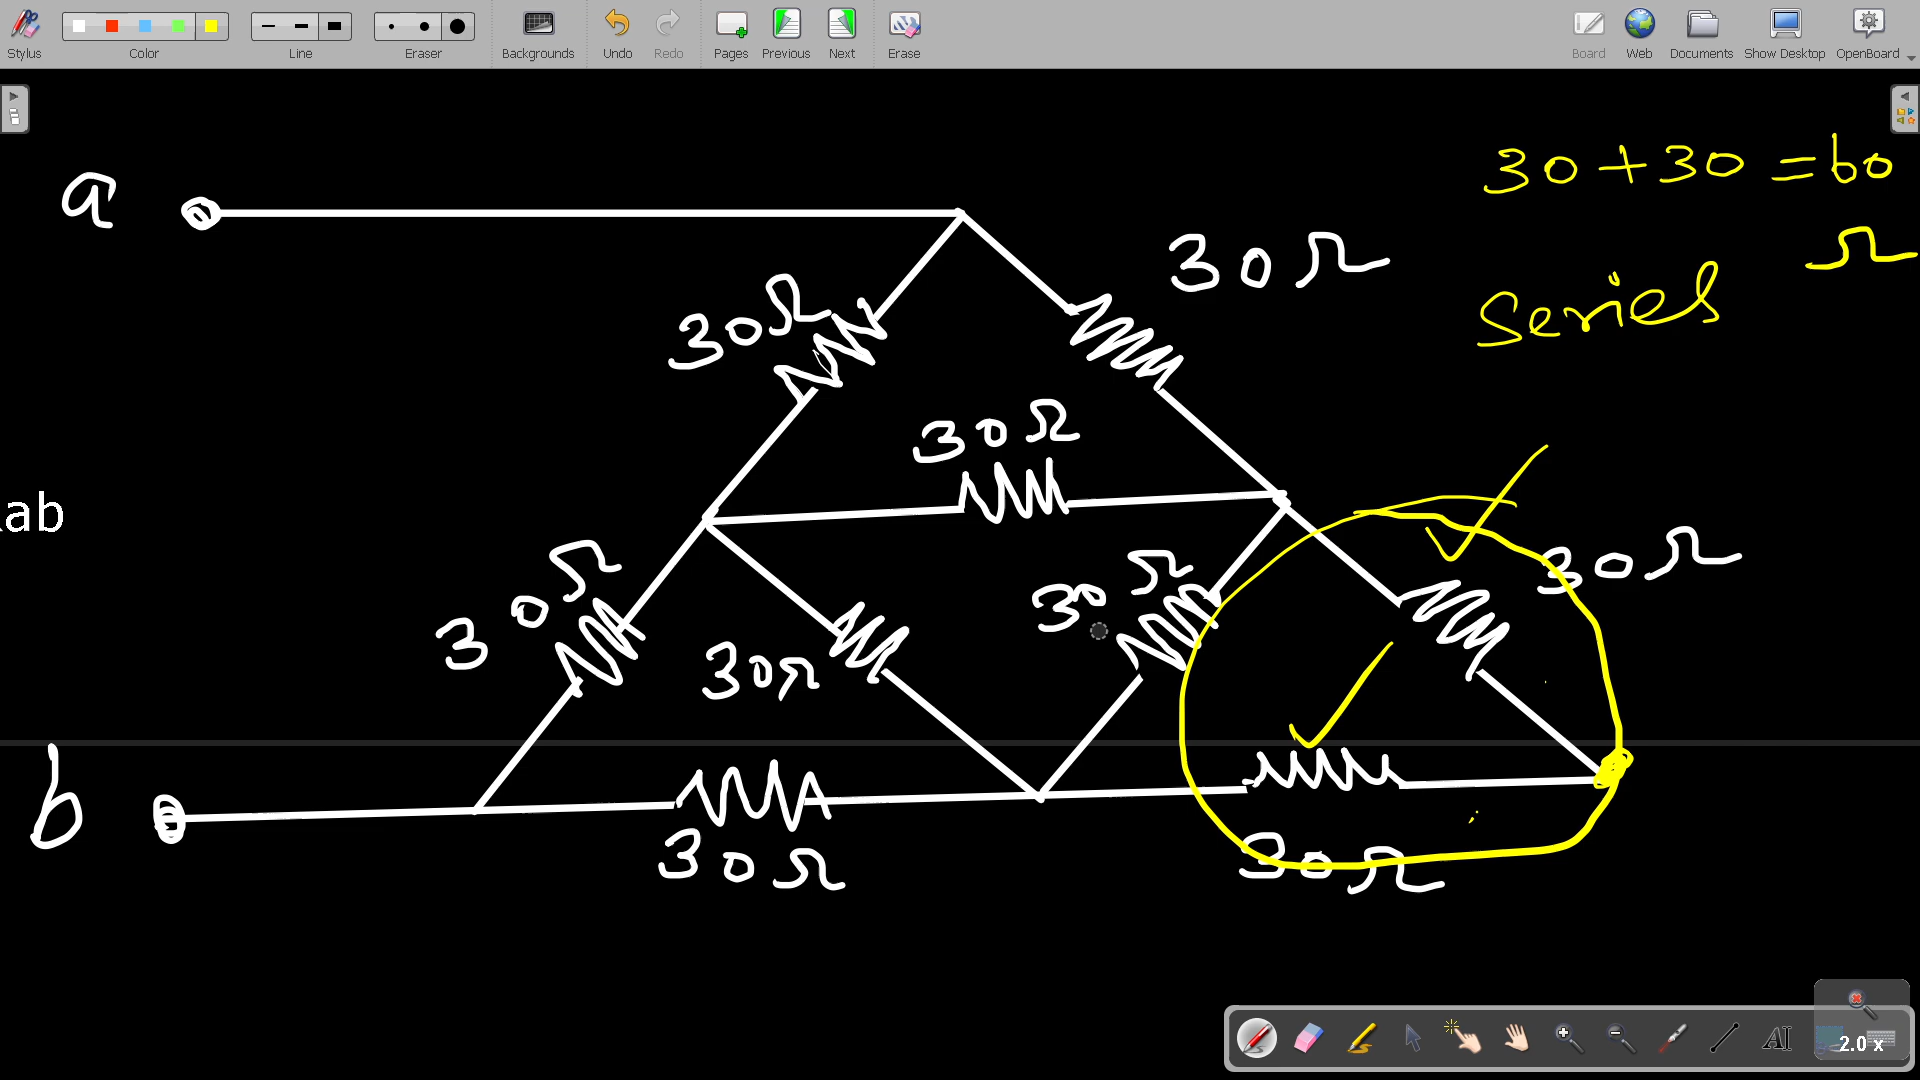 Stylus Color Line Eraser Backgrounds Undo Redo Pages Previous Next Erase Board Web Documents Show Desktop OpenBoard
30 + 30 = 60
Ω
series
a
30Ω
30Ω
30Ω
ab
30Ω
30Ω
30Ω
30Ω
b
30Ω
30Ω
AI
2.0 x